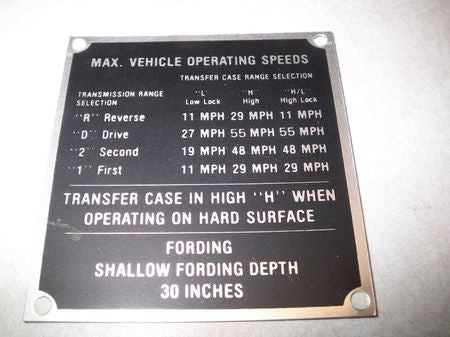 MAX. VEHICLE OPERATING SPEEDS
TRANSFER CASE RANGE SELECTION
TRANSMISSION RANGE SELECTION "L" Low Lock "H" High "H/L" High Lock
"R" Reverse 11 MPH 29 MPH 11 MPH
"D" Drive 27 MPH 55 MPH 55 MPH
"2" Second 19 MPH 48 MPH 48 MPH
"1" First 11 MPH 29 MPH 29 MPH
TRANSFER CASE IN HIGH "H" WHEN
OPERATING ON HARD SURFACE
FORDING
SHALLOW FORDING DEPTH
30 INCHES